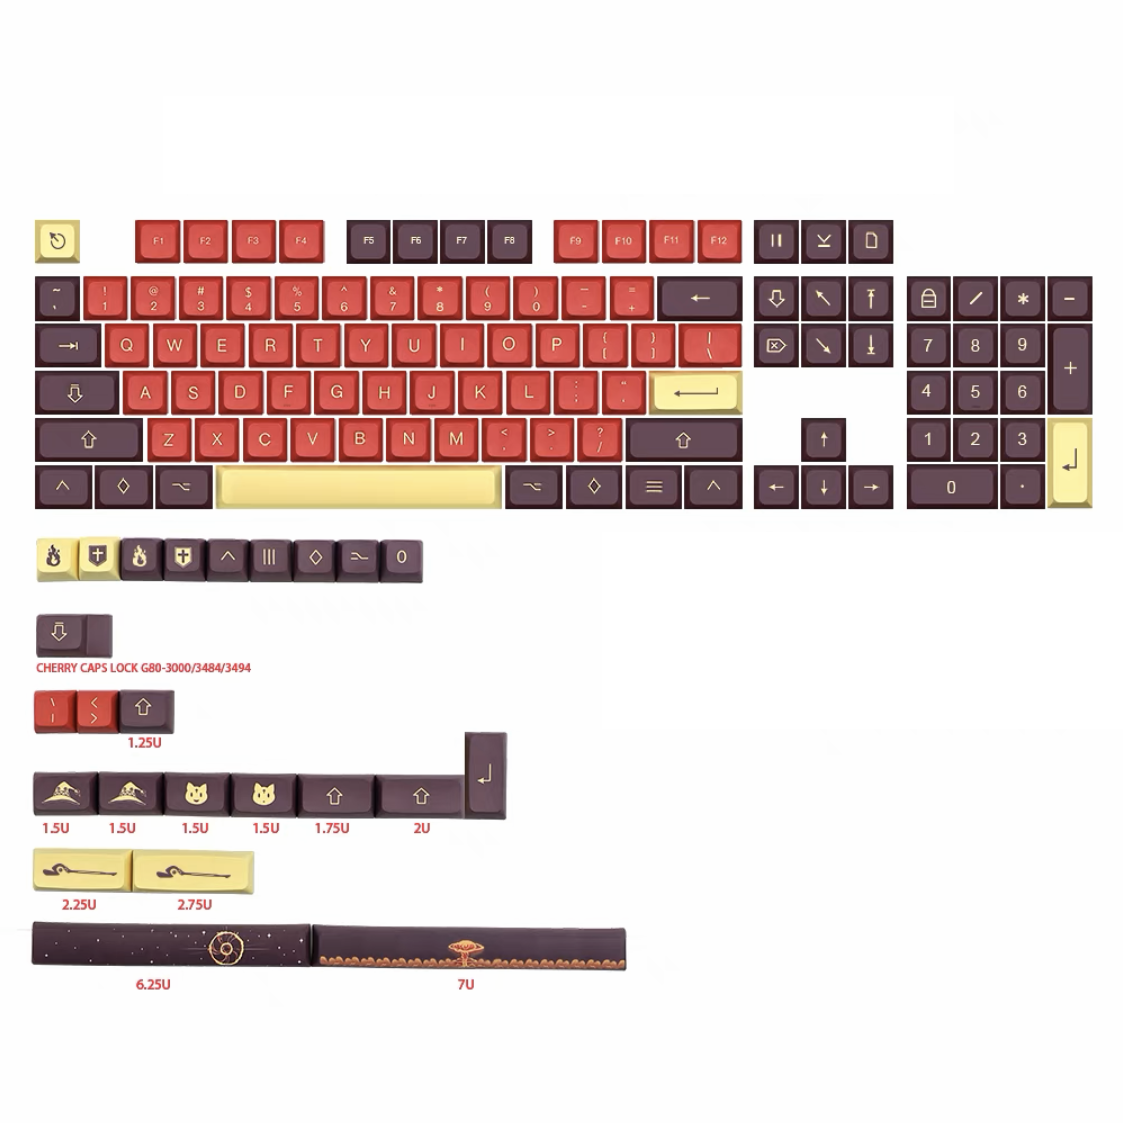 F1 F2 F3 F4 F5 F6 F7 F8 F9 F10 F11 F12
~ ! @ # $ % ^ & * ( ) _ =
` 1 2 3 4 5 6 7 8 9 0 - +
/ * -
Q W E R T Y U I O P { } |
[ ] \
7 8 9 +
A S D F G H J K L : "
; '
4 5 6
Z X C V B N M < > ?
, . /
1 2 3
0 .
0
CHERRY CAPS LOCK G80-3000/3484/3494
\ <
| >
1.25U
1.5U 1.5U 1.5U 1.5U 1.75U 2U
2.25U 2.75U
6.25U 7U